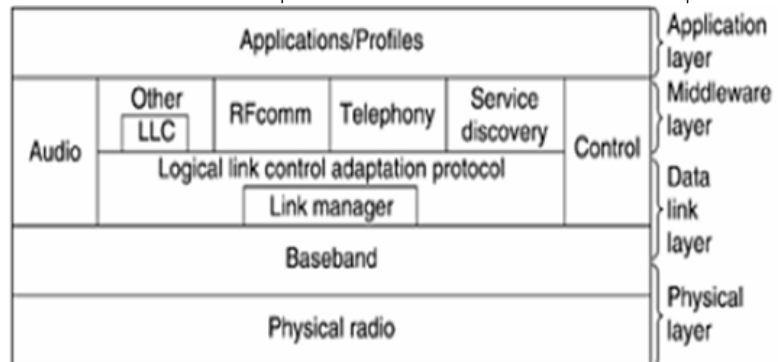 Applications/Profiles
Application
layer
Other
LLC
RFcomm
Telephony
Service
discovery
Audio
Control
Middleware
layer
Logical link control adaptation protocol
Link manager
Data
link
layer
Baseband
Physical radio
Physical
layer